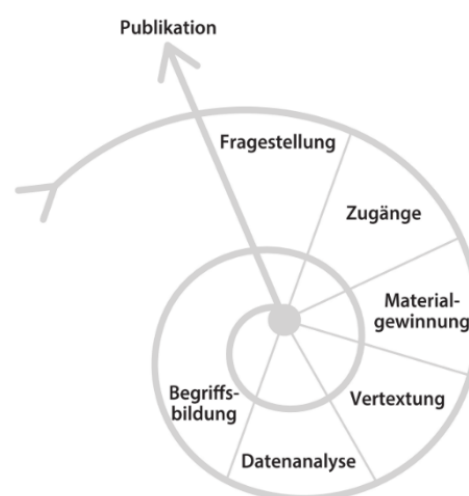 Publikation
Fragestellung
Zugänge
Material-
gewinnung
Vertextung
Datenanalyse
Begriffs-
bildung